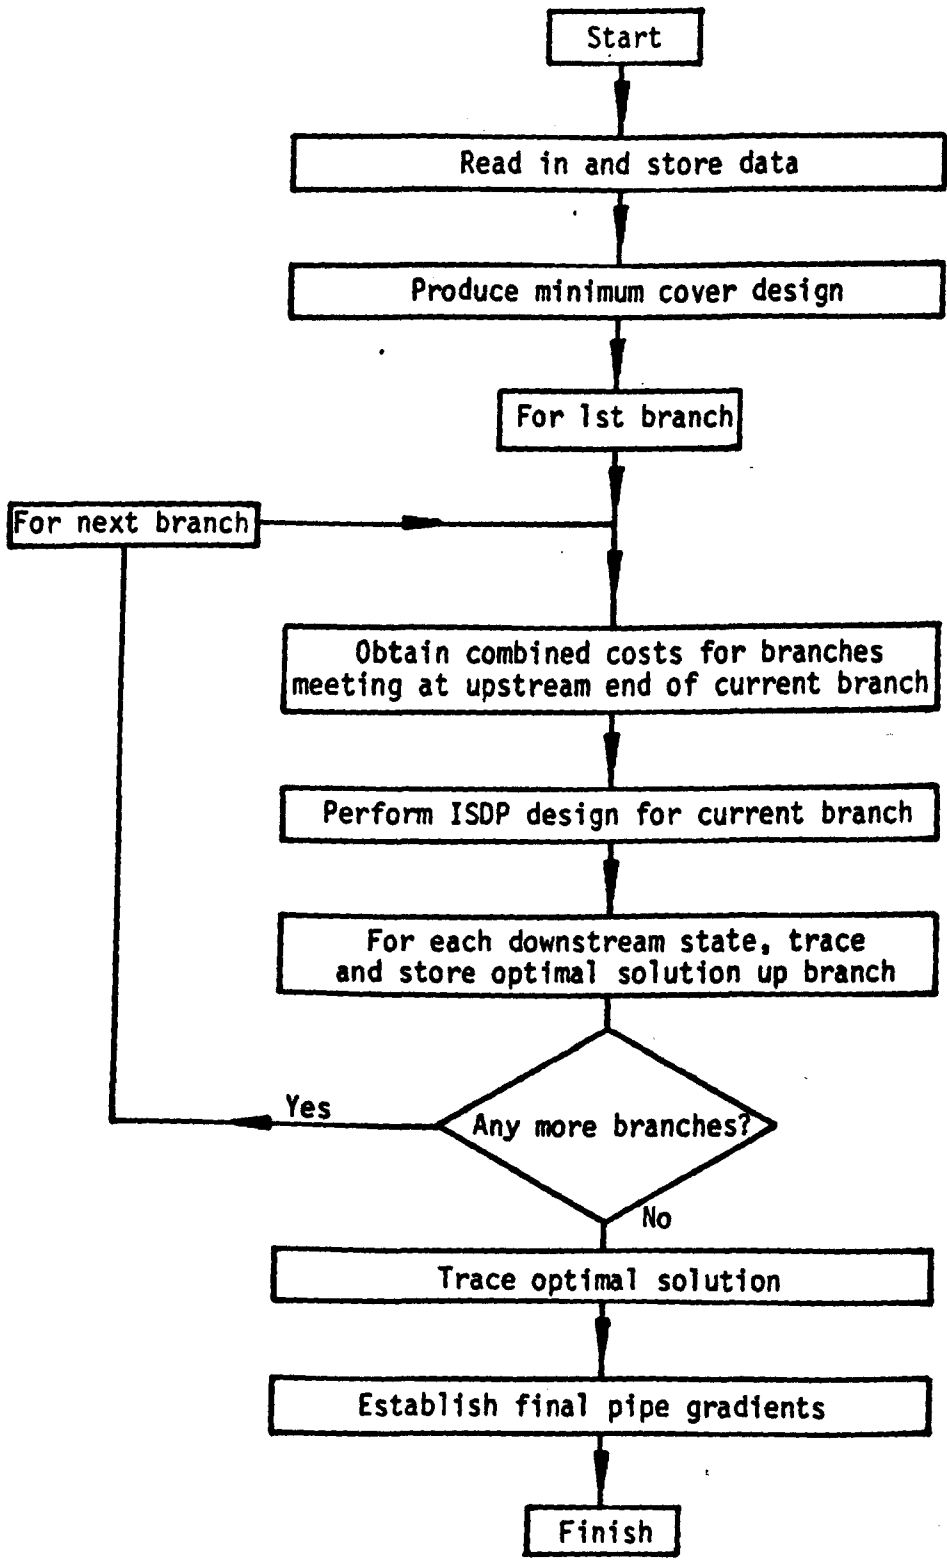 Start
Read in and store data
Produce minimum cover design
For 1st branch
For next branch
Obtain combined costs for branches
meeting at upstream end of current branch
Perform ISDP design for current branch
For each downstream state, trace
and store optimal solution up branch
Any more branches?
Yes
No
Trace optimal solution
Establish final pipe gradients
Finish